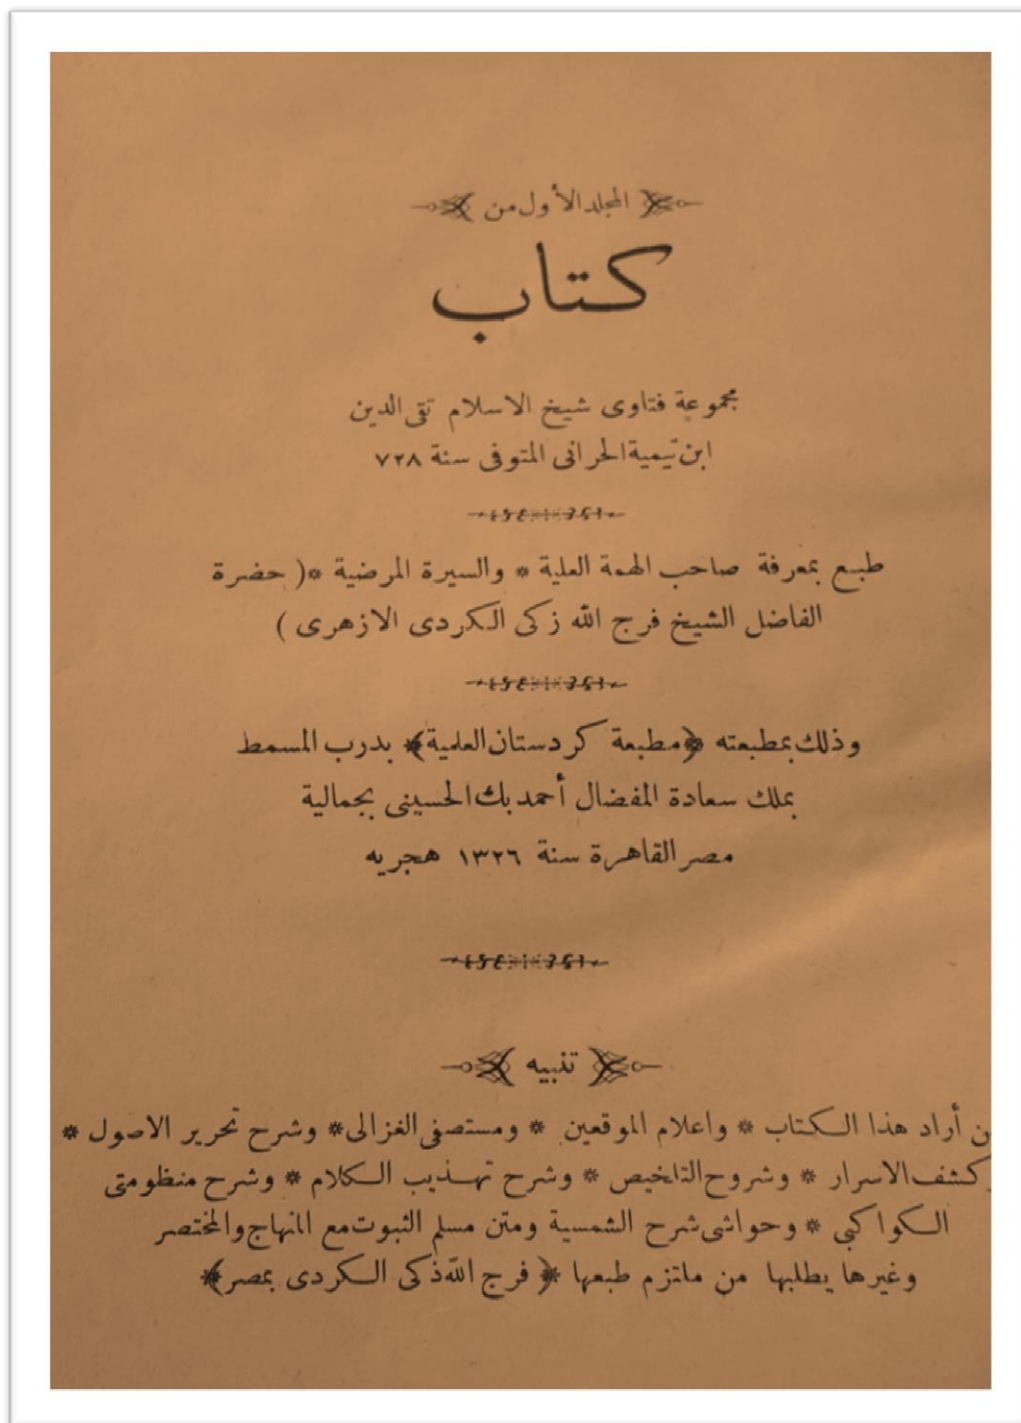 المجلد الأول من
كتاب
مجموعة فتاوى شيخ الاسلام تقى الدين
ابن تيمية الحرانى المتوفى سنة ٧٢٨
طبع بمعرفة صاحب الهمة العلية * والسيرة المرضية *( حضرة
الفاضل الشيخ فرج الله زكى الكردى الازهرى )
وذلك بمطبعته ﴿مطبعة كردستان العلمية﴾ بدرب المسمط
بملك سعادة المفضال أحمد بك الحسينى بجمالية
مصر القاهرة سنة ١٣٢٦ هجريه
تنبيه
أراد هذا الكتاب * واعلام الموقعين * ومستصفى الغزالى * وشرح تحرير الاصول *
كشف الاسرار * وشروح التلخيص * وشرح تهذيب الكلام * وشرح منظومتى
الكواكبى * وحواشى شرح الشمسية ومتن مسلم الثبوت مع المنهاج والمختصر
وغيرها يطلبها من ملتزم طبعها ﴿ فرج الله ذكى الكردى بمصر﴾